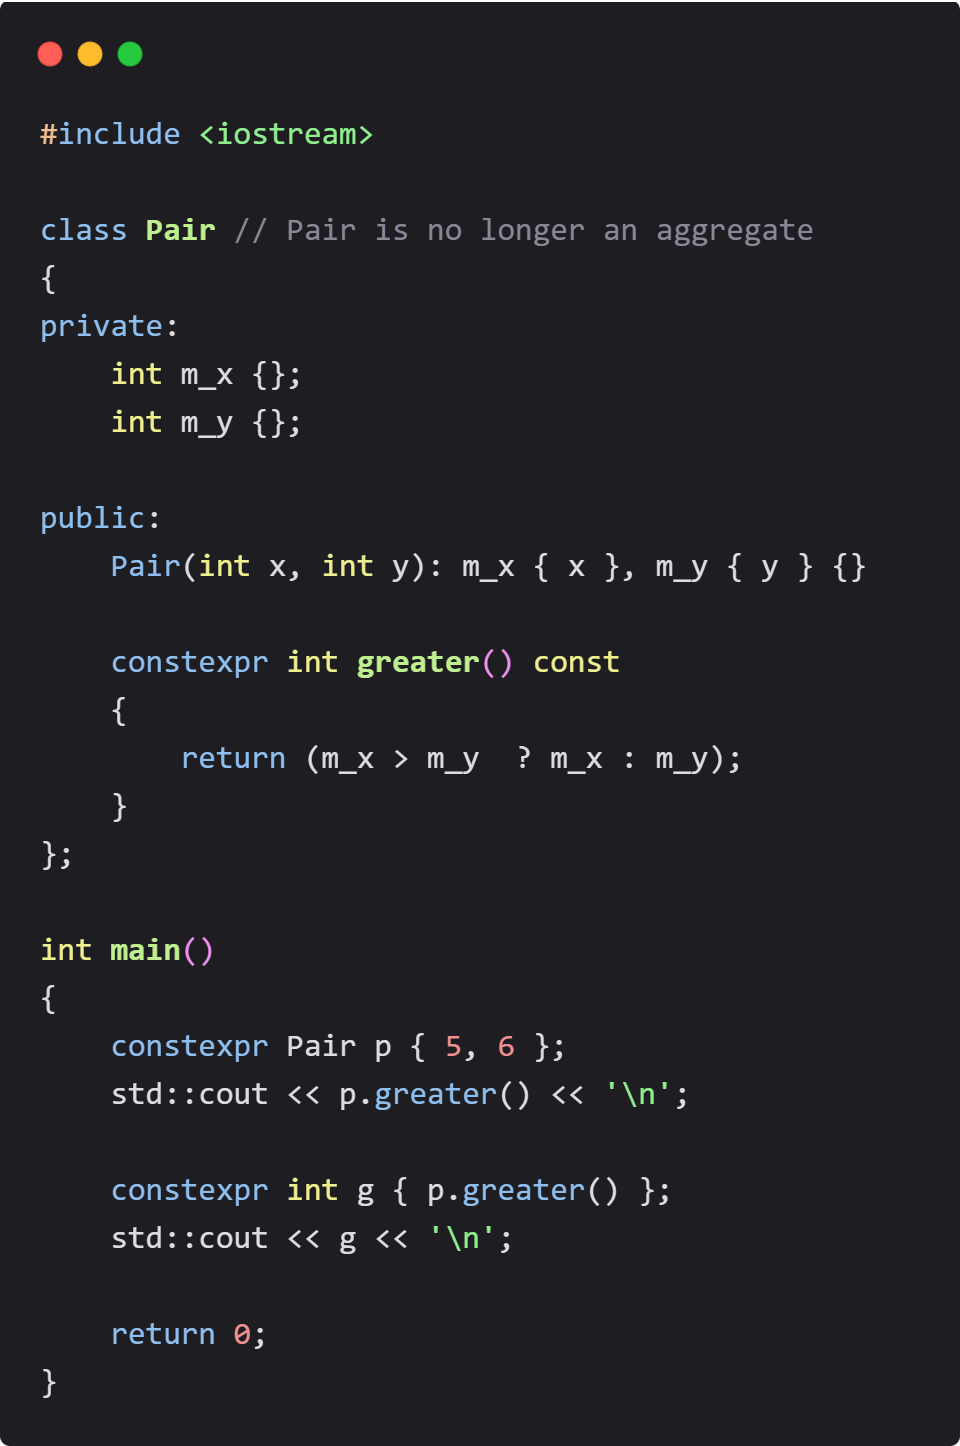 #include <iostream>

class Pair // Pair is no longer an aggregate
{
private:
    int m_x {};
    int m_y {};

public:
    Pair(int x, int y): m_x { x }, m_y { y } {}

    constexpr int greater() const
    {
        return (m_x > m_y  ? m_x : m_y);
    }
};

int main()
{
    constexpr Pair p { 5, 6 };
    std::cout << p.greater() << '\n';

    constexpr int g { p.greater() };
    std::cout << g << '\n';

    return 0;
}